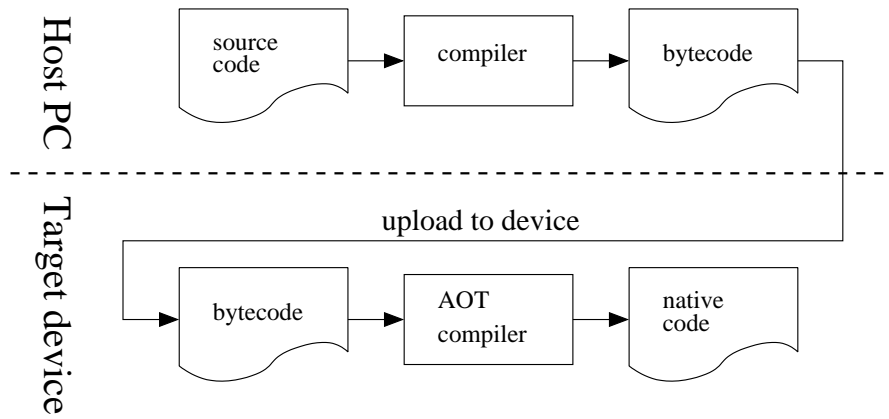 Host PC
source
code
compiler
bytecode
upload to device
Target device
bytecode
AOT
compiler
native
code